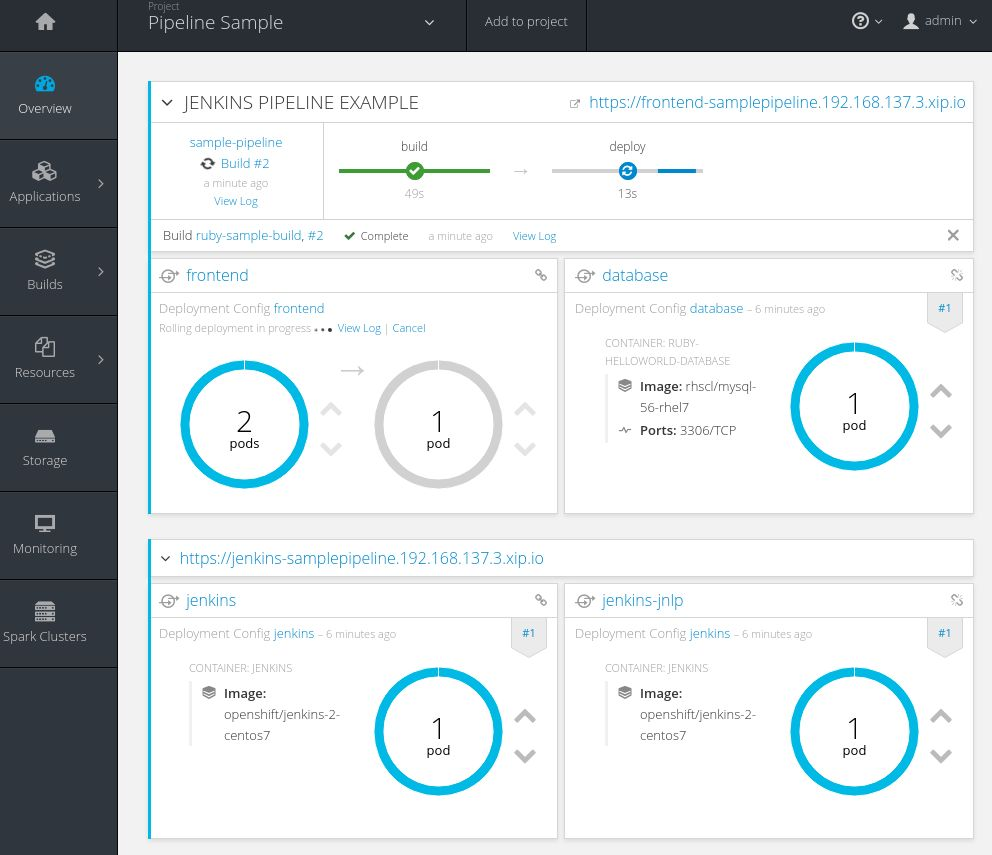 Project
Pipeline Sample
Add to project
admin
Overview
Applications
Builds
Resources
Storage
Monitoring
Spark Clusters
JENKINS PIPELINE EXAMPLE
https://frontend-samplepipeline.192.168.137.3.xip.io
sample-pipeline
Build #2
a minute ago
View Log
build
49s
deploy
13s
Build ruby-sample-build, #2 Complete a minute ago View Log
frontend
Deployment Config frontend
Rolling deployment in progress ... View Log | Cancel
2
pods
→
1
pod
database
Deployment Config database – 6 minutes ago
#1
CONTAINER: RUBY-
HELLOWORLD-DATABASE
Image: rhscl/mysql-
56-rhel7
Ports: 3306/TCP
1
pod
https://jenkins-samplepipeline.192.168.137.3.xip.io
jenkins
Deployment Config jenkins – 6 minutes ago
#1
CONTAINER: JENKINS
Image:
openshift/jenkins-2-
centos7
1
pod
jenkins-jnlp
Deployment Config jenkins – 6 minutes ago
#1
CONTAINER: JENKINS
Image:
openshift/jenkins-2-
centos7
1
pod